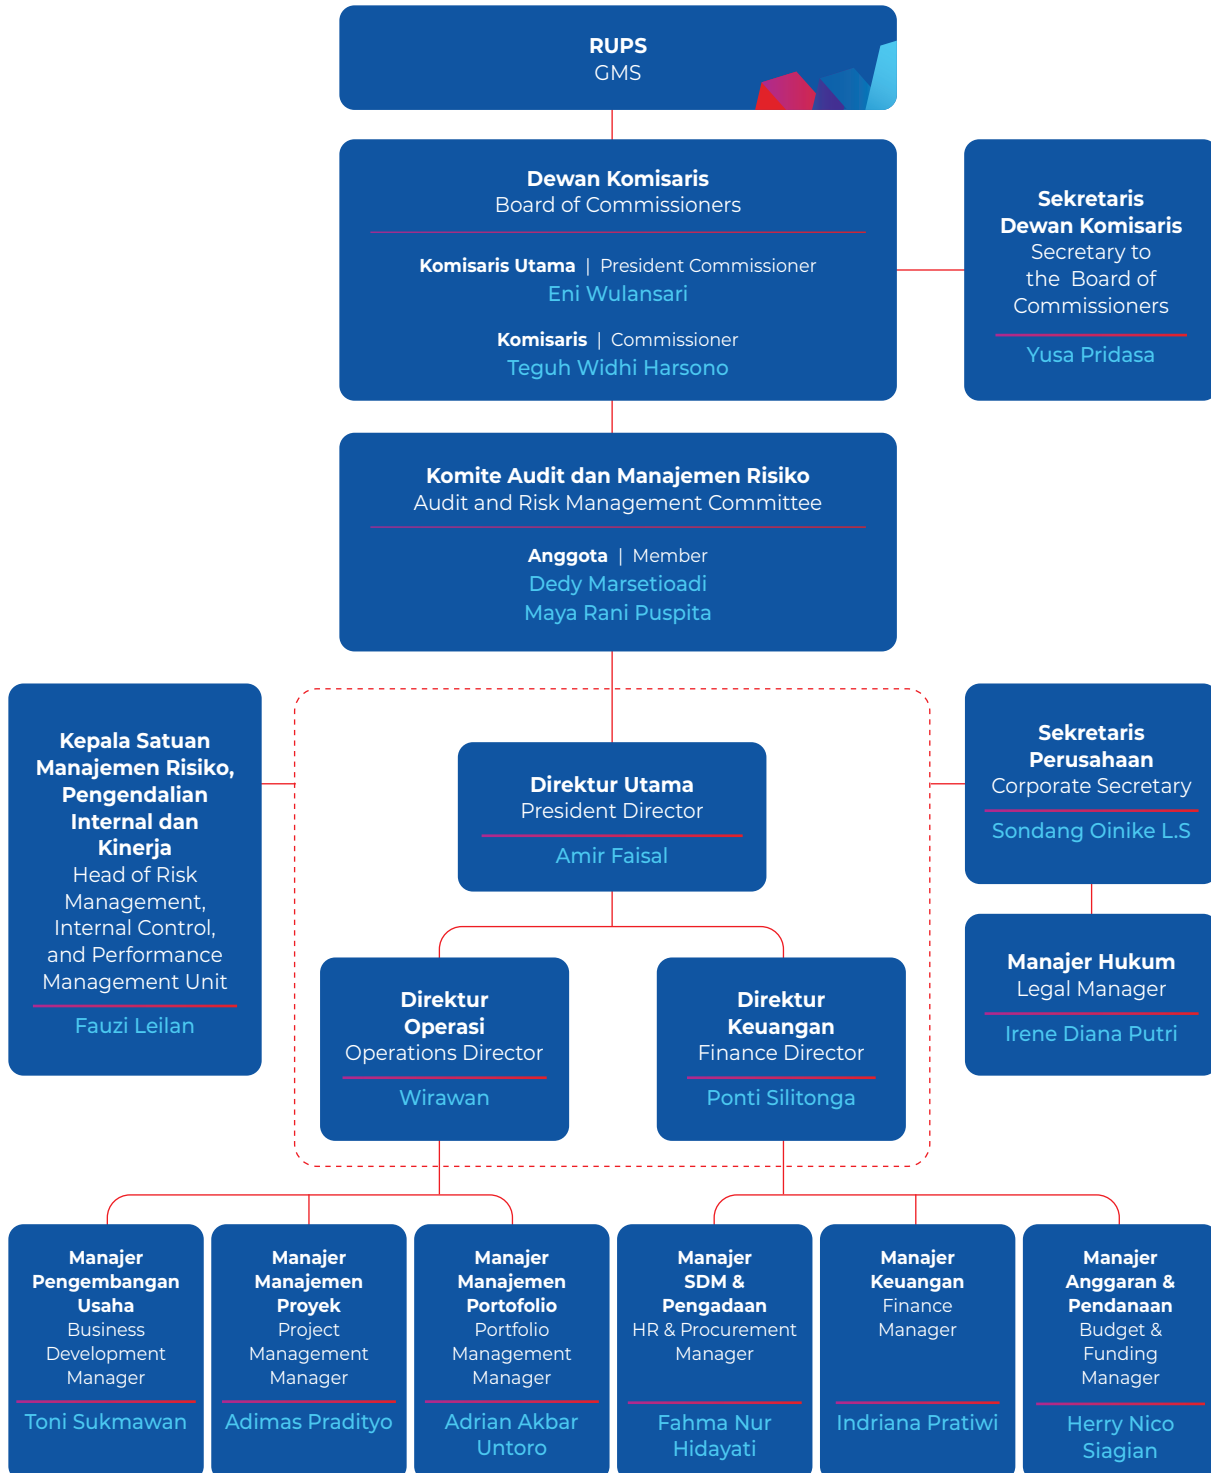 RUPS
GMS
Dewan Komisaris
Board of Commissioners
Komisaris Utama | President Commissioner
Eni Wulansari
Komisaris | Commissioner
Teguh Widhi Harsono
Sekretaris
Dewan Komisaris
Secretary to
the Board of
Commissioners
Yusa Pridasa
Komite Audit dan Manajemen Risiko
Audit and Risk Management Committee
Anggota | Member
Dedy Marsetioadi
Maya Rani Puspita
Kepala Satuan
Manajemen Risiko,
Pengendalian
Internal dan
Kinerja
Head of Risk
Management,
Internal Control,
and Performance
Management Unit
Fauzi Leilan
Direktur Utama
President Director
Amir Faisal
Sekretaris
Perusahaan
Corporate Secretary
Sondang Oinike L.S
Manajer Hukum
Legal Manager
Irene Diana Putri
Direktur
Operasi
Operations Director
Wirawan
Direktur
Keuangan
Finance Director
Ponti Silitonga
Manajer
Pengembangan
Usaha
Business
Development
Manager
Toni Sukmawan
Manajer
Manajemen
Proyek
Project
Management
Manager
Adimas Pradityo
Manajer
Manajemen
Portofolio
Portfolio
Management
Manager
Adrian Akbar
Untoro
Manajer
SDM &
Pengadaan
HR & Procurement
Manager
Fahma Nur
Hidayati
Manajer
Keuangan
Finance
Manager
Indriana Pratiwi
Manajer
Anggaran &
Pendanaan
Budget &
Funding
Manager
Herry Nico
Siagian